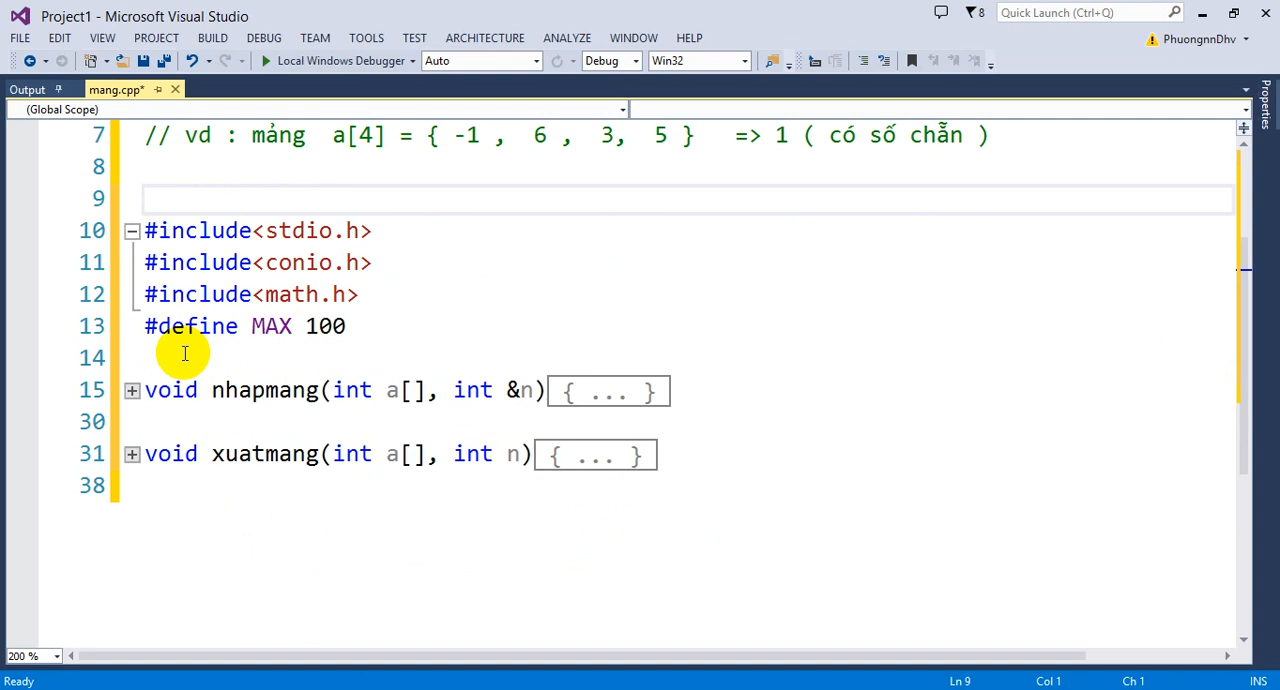 Project1 - Microsoft Visual Studio
8
Quick Launch (Ctrl+Q)
FILE EDIT VIEW PROJECT BUILD DEBUG TEAM TOOLS TEST ARCHITECTURE ANALYZE WINDOW HELP
PhuongnnDhv
Local Windows Debugger Auto Debug Win32
Output mang.cpp*
(Global Scope)
Properties
7 // vd : mảng a[4] = { -1 , 6 , 3, 5 } => 1 ( có số chẵn )
8
9
10 #include<stdio.h>
11 #include<conio.h>
12 #include<math.h>
13 #define MAX 100
14
15 void nhapmang(int a[], int &n){ ... }
30
31 void xuatmang(int a[], int n){ ... }
38
200 %
Ready Ln 9 Col 1 Ch 1 INS